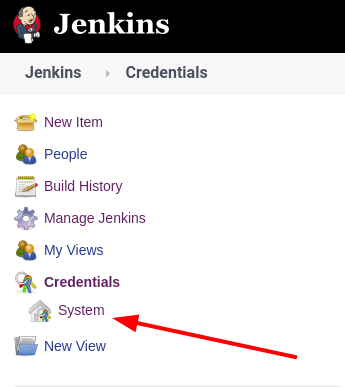 Jenkins
Jenkins Credentials
New Item
People
Build History
Manage Jenkins
My Views
Credentials
System
New View